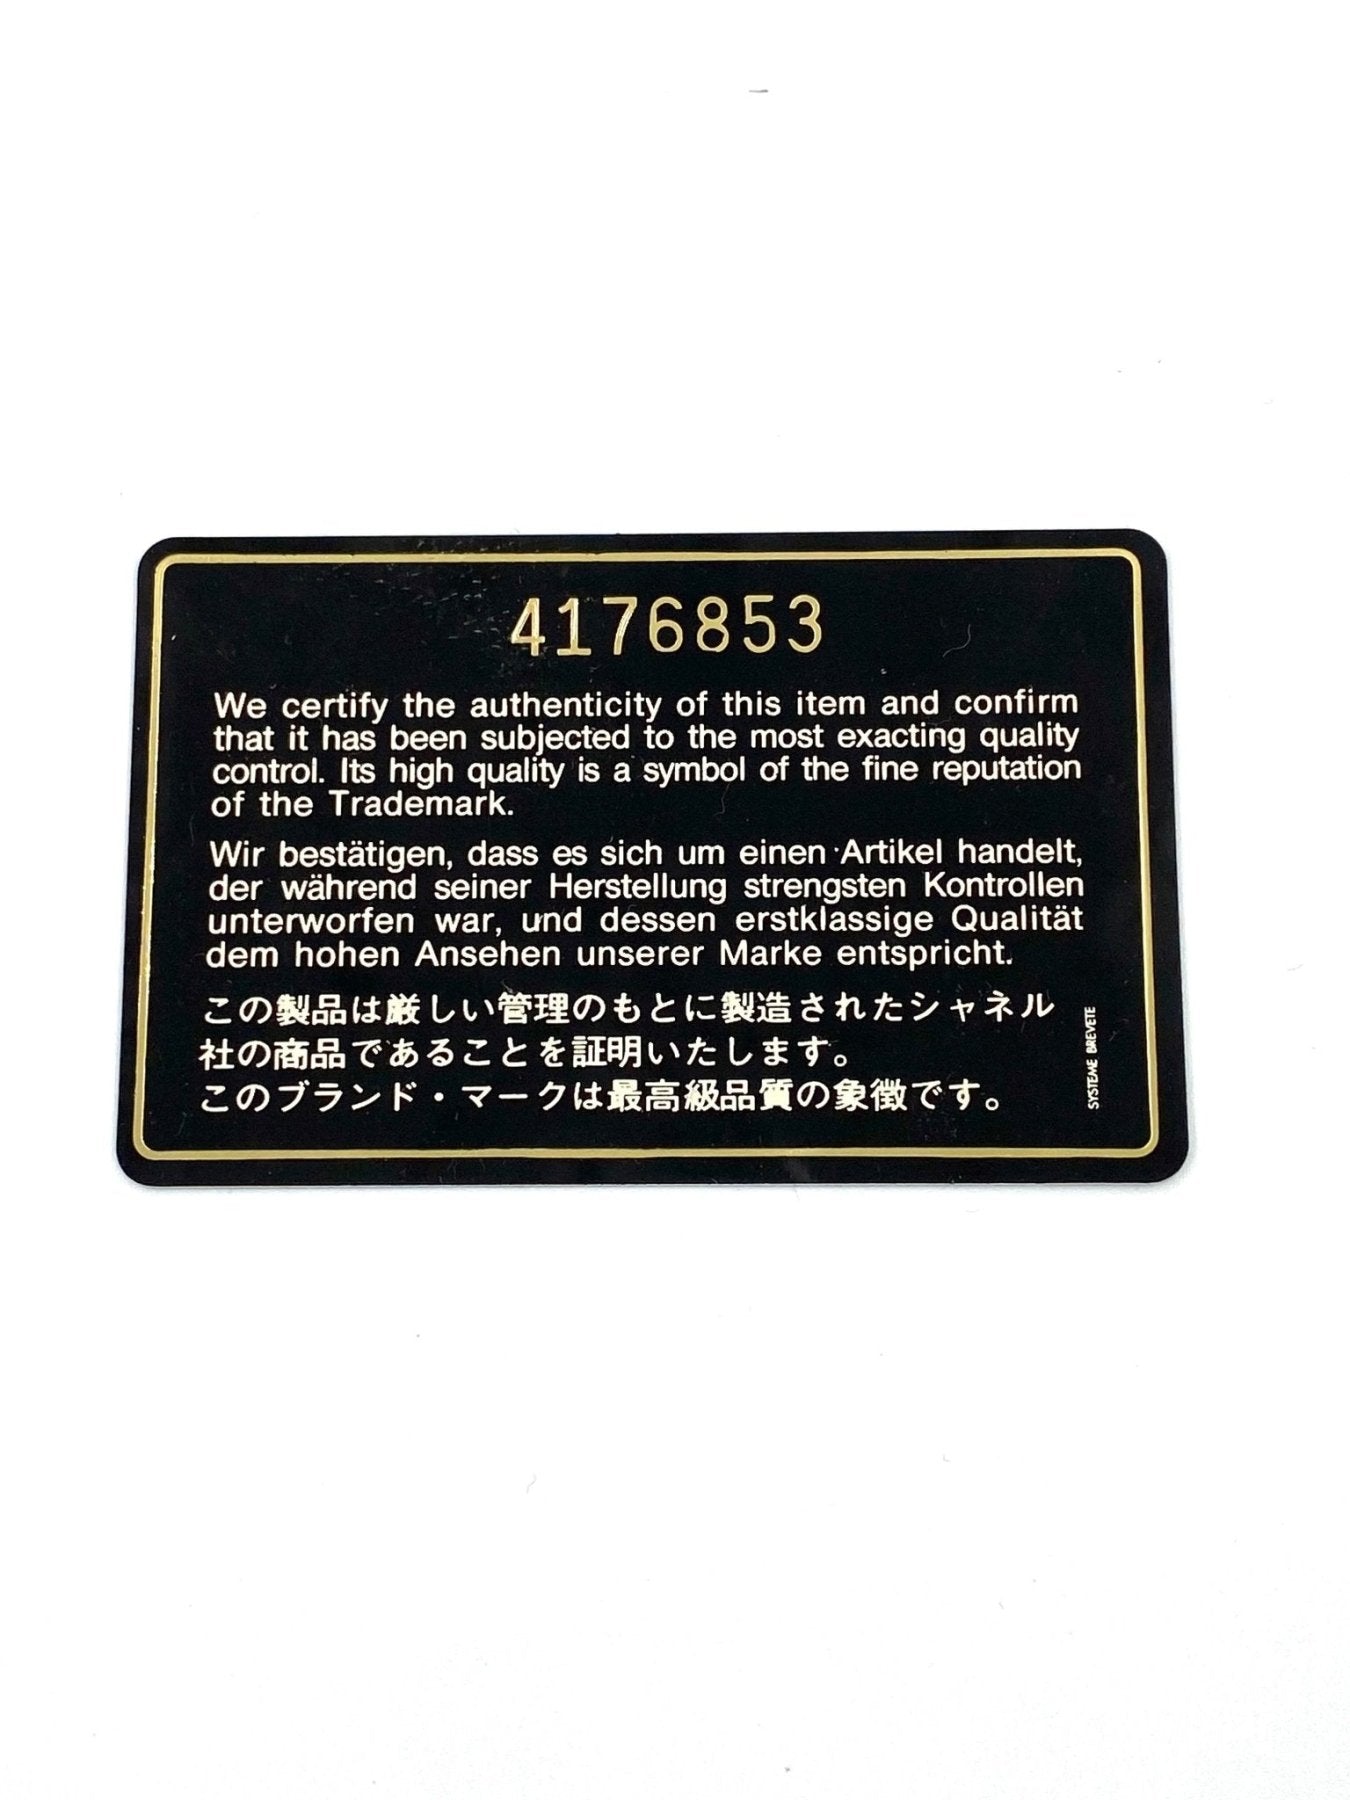 4176853
We certify the authenticity of this item and confirm
that it has been subjected to the most exacting quality
control. Its high quality is a symbol of the fine reputation
of the Trademark.
Wir bestätigen, dass es sich um einen Artikel handelt,
der während seiner Herstellung strengsten Kontrollen
unterworfen war, und dessen erstklassige Qualität
dem hohen Ansehen unserer Marke entspricht.
この製品は厳しい管理のもとに製造されたシャネル
社の商品であることを証明いたします。
このブランド・マークは最高級品質の象徴です。
SYSTEME BREVETE